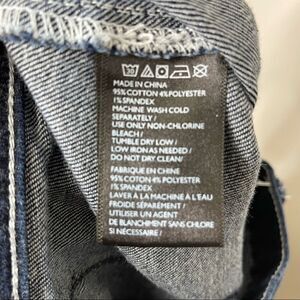 MADE IN CHINA
95% COTTON 4% POLYESTER
1% SPANDEX
MACHINE WASH COLD
SEPARATELY /
USE ONLY NON-CHLORINE
BLEACH /
TUMBLE DRY LOW /
LOW IRON AS NEEDED /
DO NOT DRY CLEAN/
FABRIQUE EN CHINE
95% COTON 4% POLYESTER
1% SPANDEX
LAVER À LA MACHINE À L'EAU
FROIDE SÉPARÉMENT /
UTILISER UN AGENT
DE BLANCHIMENT SANS CHLORE
SI NÉCESSAIRE /